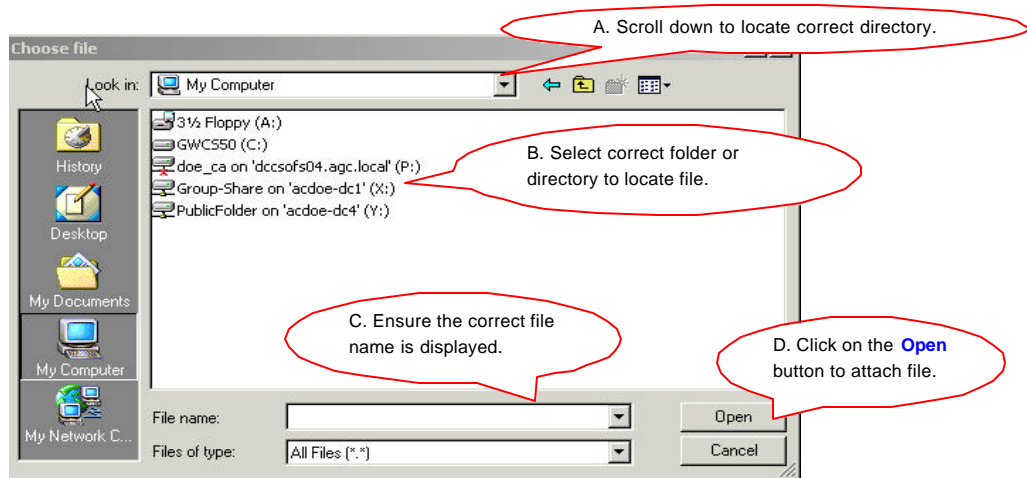 A. Scroll down to locate correct directory.
Choose file
Look in:
My Computer
3½ Floppy (A:)
GWCS50 (C:)
doe_ca on 'dccsofs04.agc.local' (P:)
Group-Share on 'acdoe-dc1' (X:)
PublicFolder on 'acdoe-dc4' (Y:)
B. Select correct folder or
directory to locate file.
History
Desktop
My Documents
My Computer
My Network C...
C. Ensure the correct file
name is displayed.
D. Click on the Open
button to attach file.
File name:
Open
Files of type:
All Files (*.*)
Cancel